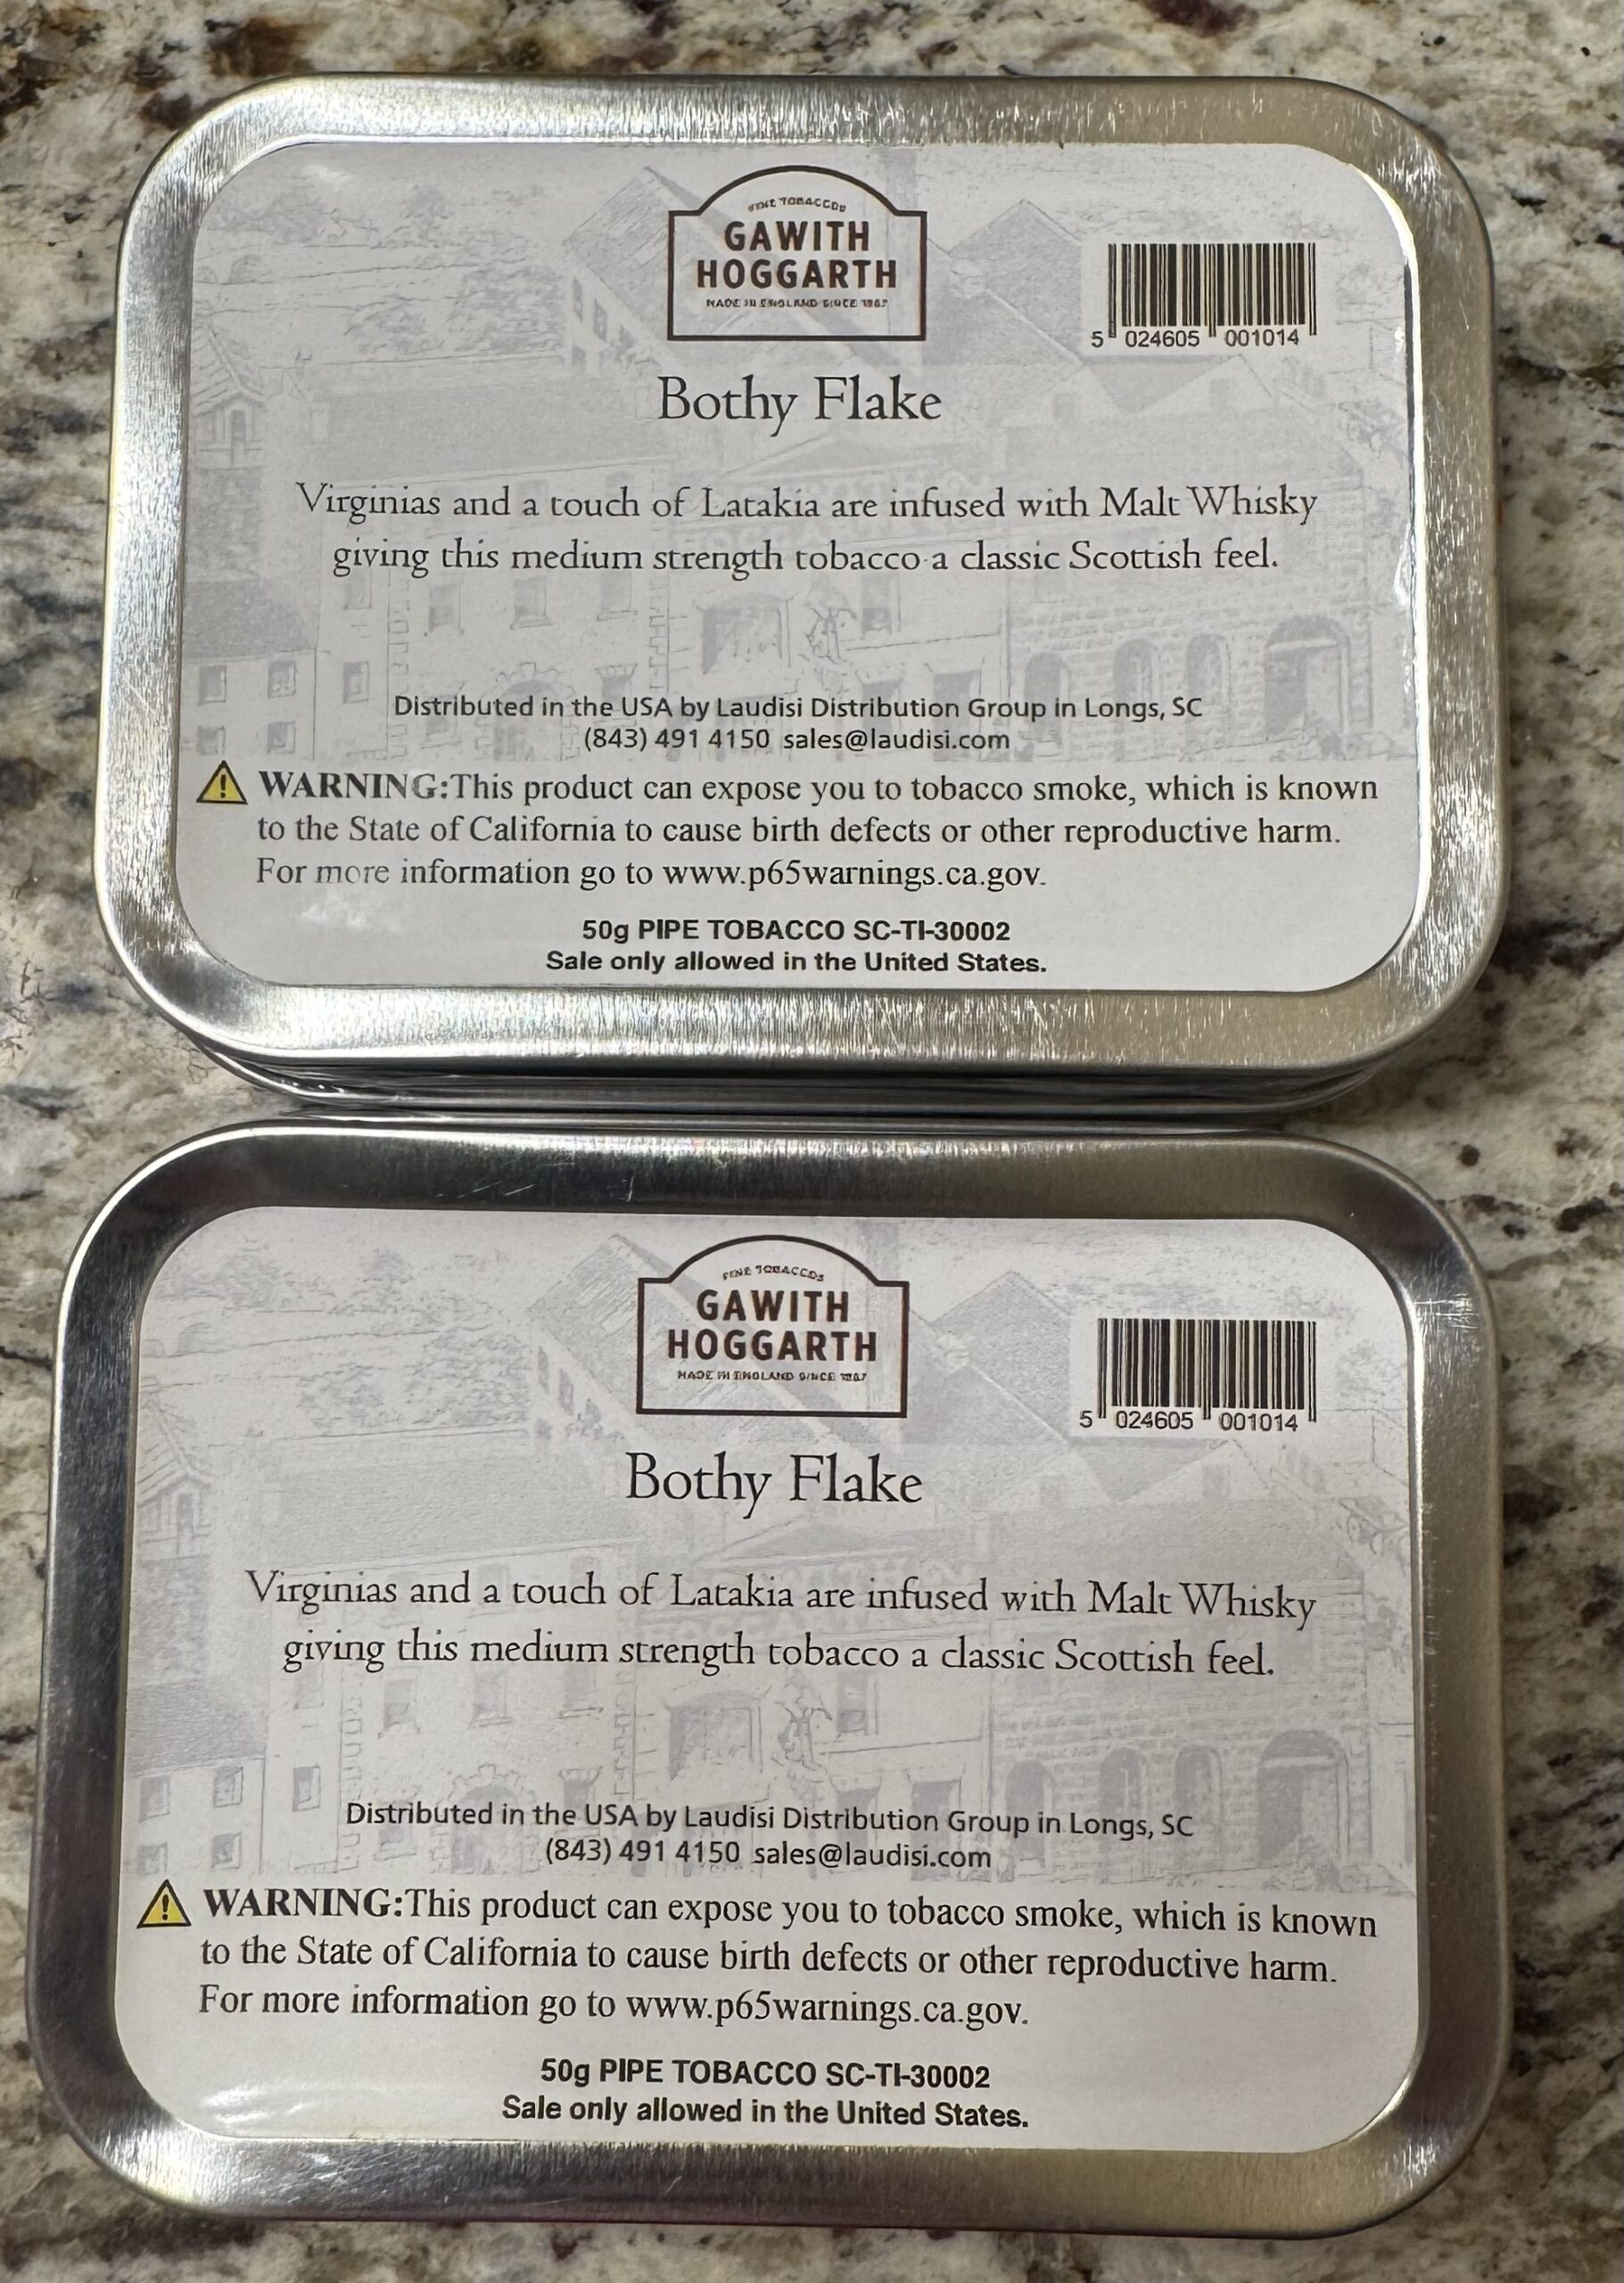 FINE TOBACCOS
GAWITH
HOGGARTH
MADE IN ENGLAND SINCE 1887
5 024605 001014
Bothy Flake
Virginias and a touch of Latakia are infused with Malt Whisky
giving this medium strength tobacco a classic Scottish feel.
Distributed in the USA by Laudisi Distribution Group in Longs, SC
(843) 491 4150 sales@laudisi.com
WARNING:This product can expose you to tobacco smoke, which is known
to the State of California to cause birth defects or other reproductive harm.
For more information go to www.p65warnings.ca.gov.
50g PIPE TOBACCO SC-TI-30002
Sale only allowed in the United States.
FINE TOBACCOS
GAWITH
HOGGARTH
MADE IN ENGLAND SINCE 1887
5 024605 001014
Bothy Flake
Virginias and a touch of Latakia are infused with Malt Whisky
giving this medium strength tobacco a classic Scottish feel.
Distributed in the USA by Laudisi Distribution Group in Longs, SC
(843) 491 4150 sales@laudisi.com
WARNING:This product can expose you to tobacco smoke, which is known
to the State of California to cause birth defects or other reproductive harm.
For more information go to www.p65warnings.ca.gov.
50g PIPE TOBACCO SC-TI-30002
Sale only allowed in the United States.